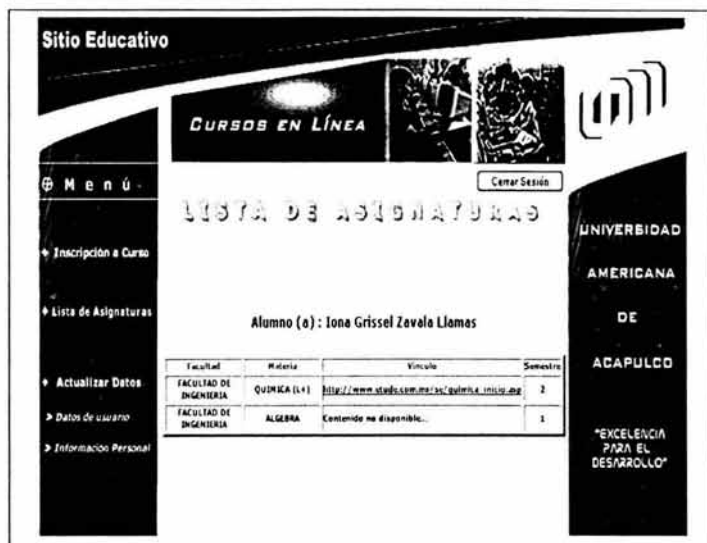 Sitio Educativo
CURSOS EN LÍNEA
Menú
Cerrar Sesión
LISTA DE ASIGNATURAS
Inscripción a Curso
Lista de Asignaturas
Alumno (a) : Iona Grissel Zavala Llamas
Facultad Materia Vínculo Semestre
FACULTAD DE INGENIERIA QUIMICA (L+) 2
FACULTAD DE INGENIERIA ALGEBRA Contenido no disponible... 1
Actualizar Datos
Datos de usuario
Información Personal
UNIVERSIDAD
AMERICANA
DE
ACAPULCO
"EXCELENCIA
PARA EL
DESARROLLO"